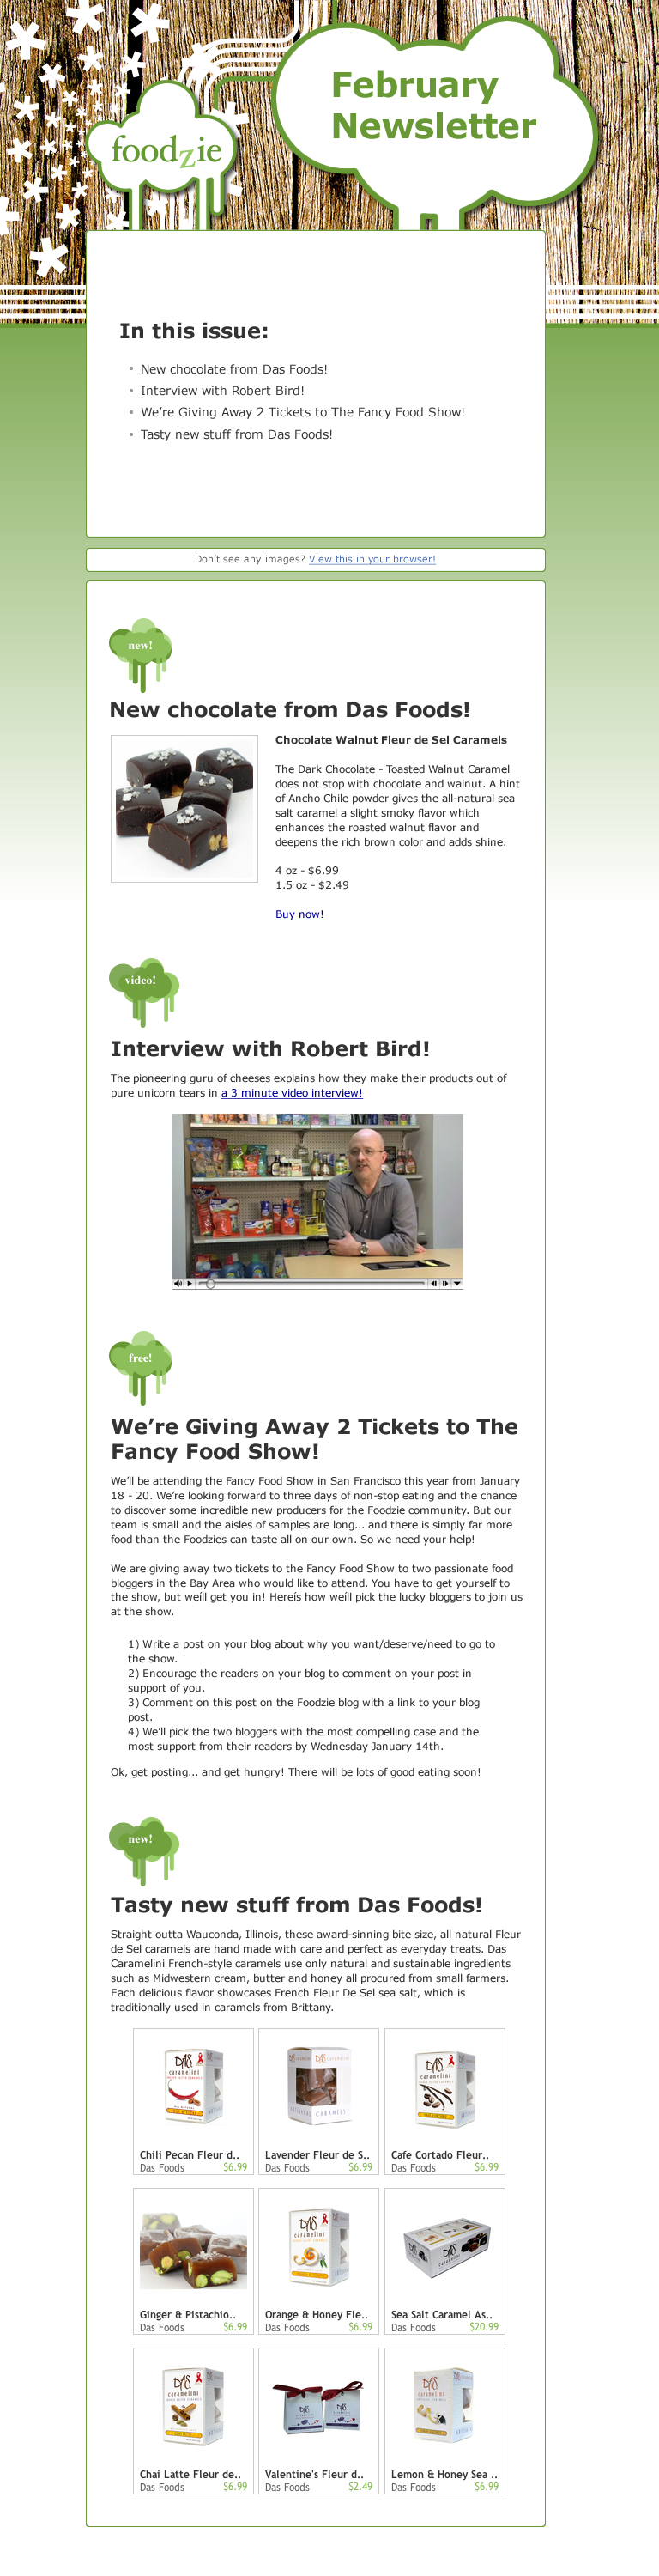 February
Newsletter
foodzie
In this issue:
New chocolate from Das Foods!
Interview with Robert Bird!
We're Giving Away 2 Tickets to The Fancy Food Show!
Tasty new stuff from Das Foods!
Don't see any images? View this in your browser!
new!
New chocolate from Das Foods!
Chocolate Walnut Fleur de Sel Caramels
The Dark Chocolate - Toasted Walnut Caramel
does not stop with chocolate and walnut. A hint
of Ancho Chile powder gives the all-natural sea
salt caramel a slight smoky flavor which
enhances the roasted walnut flavor and
deepens the rich brown color and adds shine.
4 oz - $6.99
1.5 oz - $2.49
Buy now!
video!
Interview with Robert Bird!
The pioneering guru of cheeses explains how they make their products out of
pure unicorn tears in a 3 minute video interview!
free!
We're Giving Away 2 Tickets to The
Fancy Food Show!
We'll be attending the Fancy Food Show in San Francisco this year from January
18 - 20. We're looking forward to three days of non-stop eating and the chance
to discover some incredible new producers for the Foodzie community. But our
team is small and the aisles of samples are long... and there is simply far more
food than the Foodzies can taste all on our own. So we need your help!
We are giving away two tickets to the Fancy Food Show to two passionate food
bloggers in the Bay Area who would like to attend. You have to get yourself to
the show, but weíll get you in! Hereís how weíll pick the lucky bloggers to join us
at the show.
1) Write a post on your blog about why you want/deserve/need to go to
the show.
2) Encourage the readers on your blog to comment on your post in
support of you.
3) Comment on this post on the Foodzie blog with a link to your blog
post.
4) We'll pick the two bloggers with the most compelling case and the
most support from their readers by Wednesday January 14th.
Ok, get posting... and get hungry! There will be lots of good eating soon!
new!
Tasty new stuff from Das Foods!
Straight outta Wauconda, Illinois, these award-sinning bite size, all natural Fleur
de Sel caramels are hand made with care and perfect as everyday treats. Das
Caramelini French-style caramels use only natural and sustainable ingredients
such as Midwestern cream, butter and honey all procured from small farmers.
Each delicious flavor showcases French Fleur De Sel sea salt, which is
traditionally used in caramels from Brittany.
DAS
caramelini
DAS
CARAMELS
DAS
caramelini
Chili Pecan Fleur d.. Lavender Fleur de S.. Cafe Cortado Fleur..
Das Foods $6.99 Das Foods $6.99 Das Foods $6.99
DAS
caramelini
DAS
Ginger & Pistachio.. Orange & Honey Fle.. Sea Salt Caramel As..
Das Foods $6.99 Das Foods $6.99 Das Foods $20.99
DAS
caramelini
DAS
DAS
DAS
caramelini
Chai Latte Fleur de.. Valentine's Fleur d.. Lemon & Honey Sea ..
Das Foods $6.99 Das Foods $2.49 Das Foods $6.99